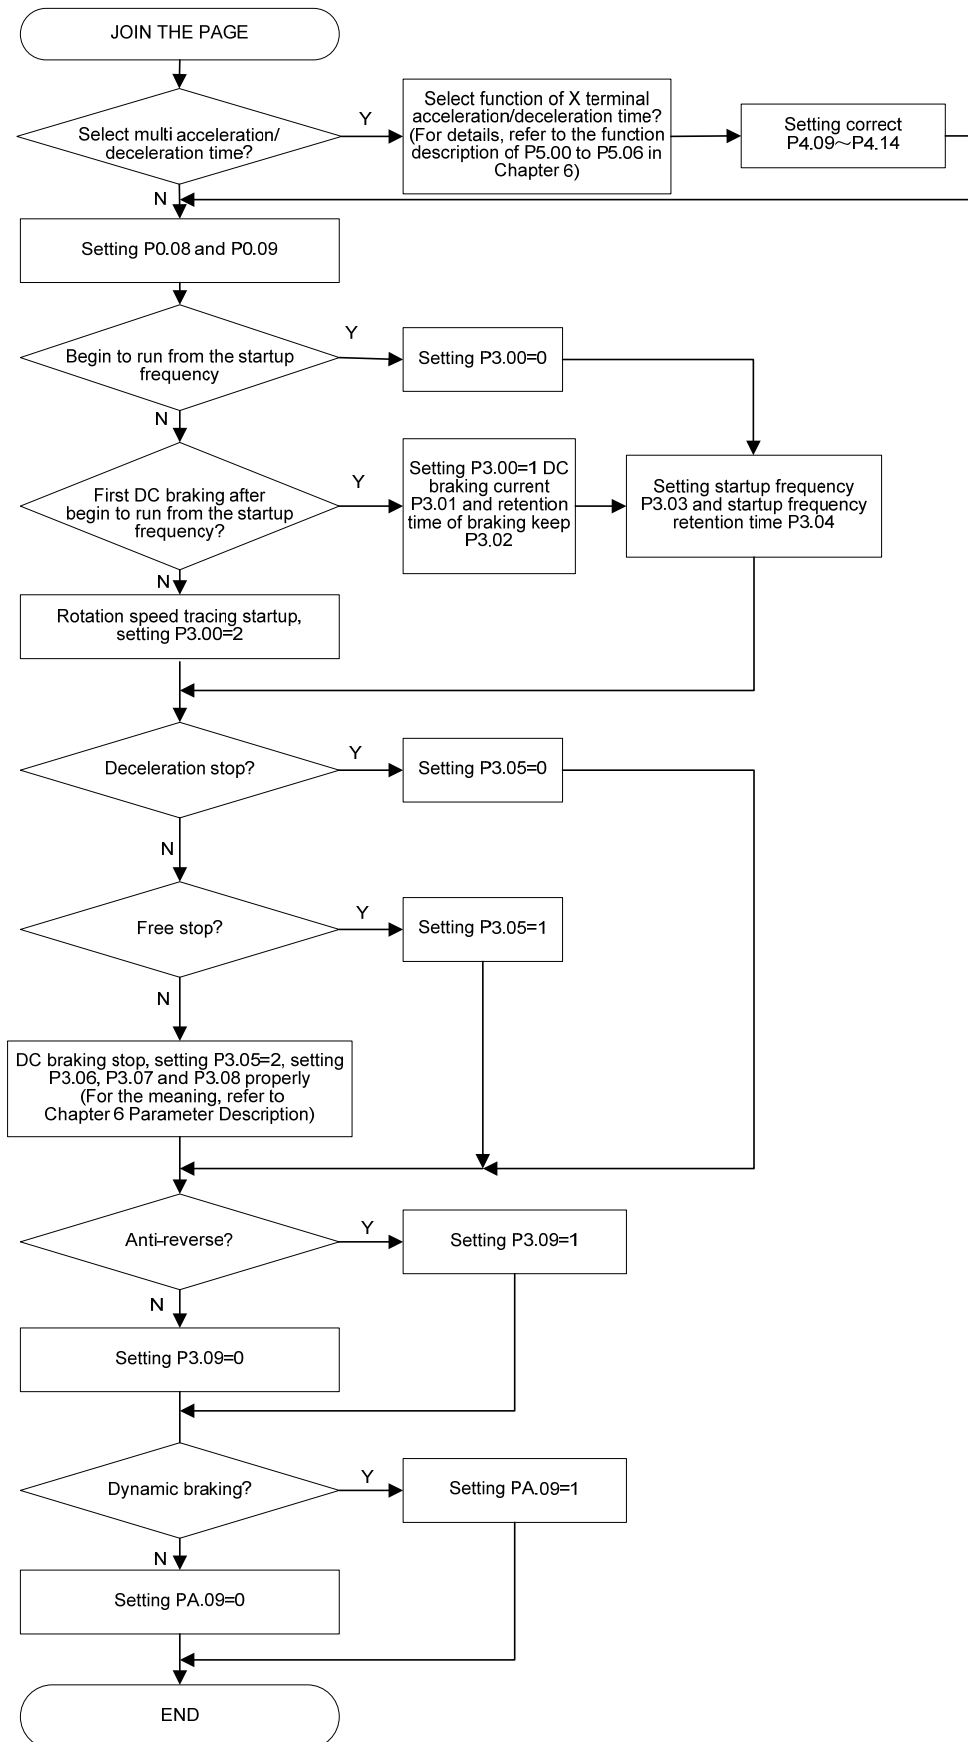 JOIN THE PAGE
Select multi acceleration/
deceleration time?
Y
Select function of X terminal
acceleration/deceleration time?
(For details, refer to the function
description of P5.00 to P5.06 in
Chapter 6)
Setting correct
P4.09～P4.14
N
Setting P0.08 and P0.09
Begin to run from the startup
frequency
Y
Setting P3.00=0
N
First DC braking after
begin to run from the startup
frequency?
Y
Setting P3.00=1 DC
braking current
P3.01 and retention
time of braking keep
P3.02
Setting startup frequency
P3.03 and startup frequency
retention time P3.04
N
Rotation speed tracing startup,
setting P3.00=2
Deceleration stop?
Y
Setting P3.05=0
N
Free stop?
Y
Setting P3.05=1
N
DC braking stop, setting P3.05=2, setting
P3.06, P3.07 and P3.08 properly
(For the meaning, refer to
Chapter 6 Parameter Description)
Anti-reverse?
Y
Setting P3.09=1
N
Setting P3.09=0
Dynamic braking?
Y
Setting PA.09=1
N
Setting PA.09=0
END